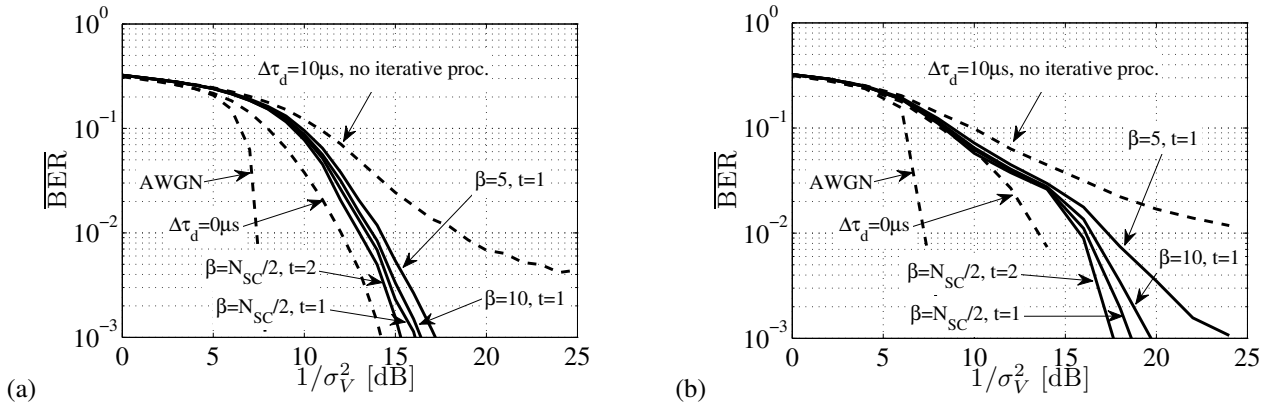 10^0
10^{-1}
10^{-2}
10^{-3}
\overline{BER}
Δτ_d=10μs, no iterative proc.
AWGN
Δτ_d=0μs
β=5, t=1
β=N_SC/2, t=2
β=10, t=1
β=N_SC/2, t=1
0 5 10 15 20 25
1/σ_V^2 [dB]
(a)
10^0
10^{-1}
10^{-2}
10^{-3}
\overline{BER}
Δτ_d=10μs, no iterative proc.
β=5, t=1
AWGN
Δτ_d=0μs
β=N_SC/2, t=2
β=10, t=1
β=N_SC/2, t=1
0 5 10 15 20 25
1/σ_V^2 [dB]
(b)